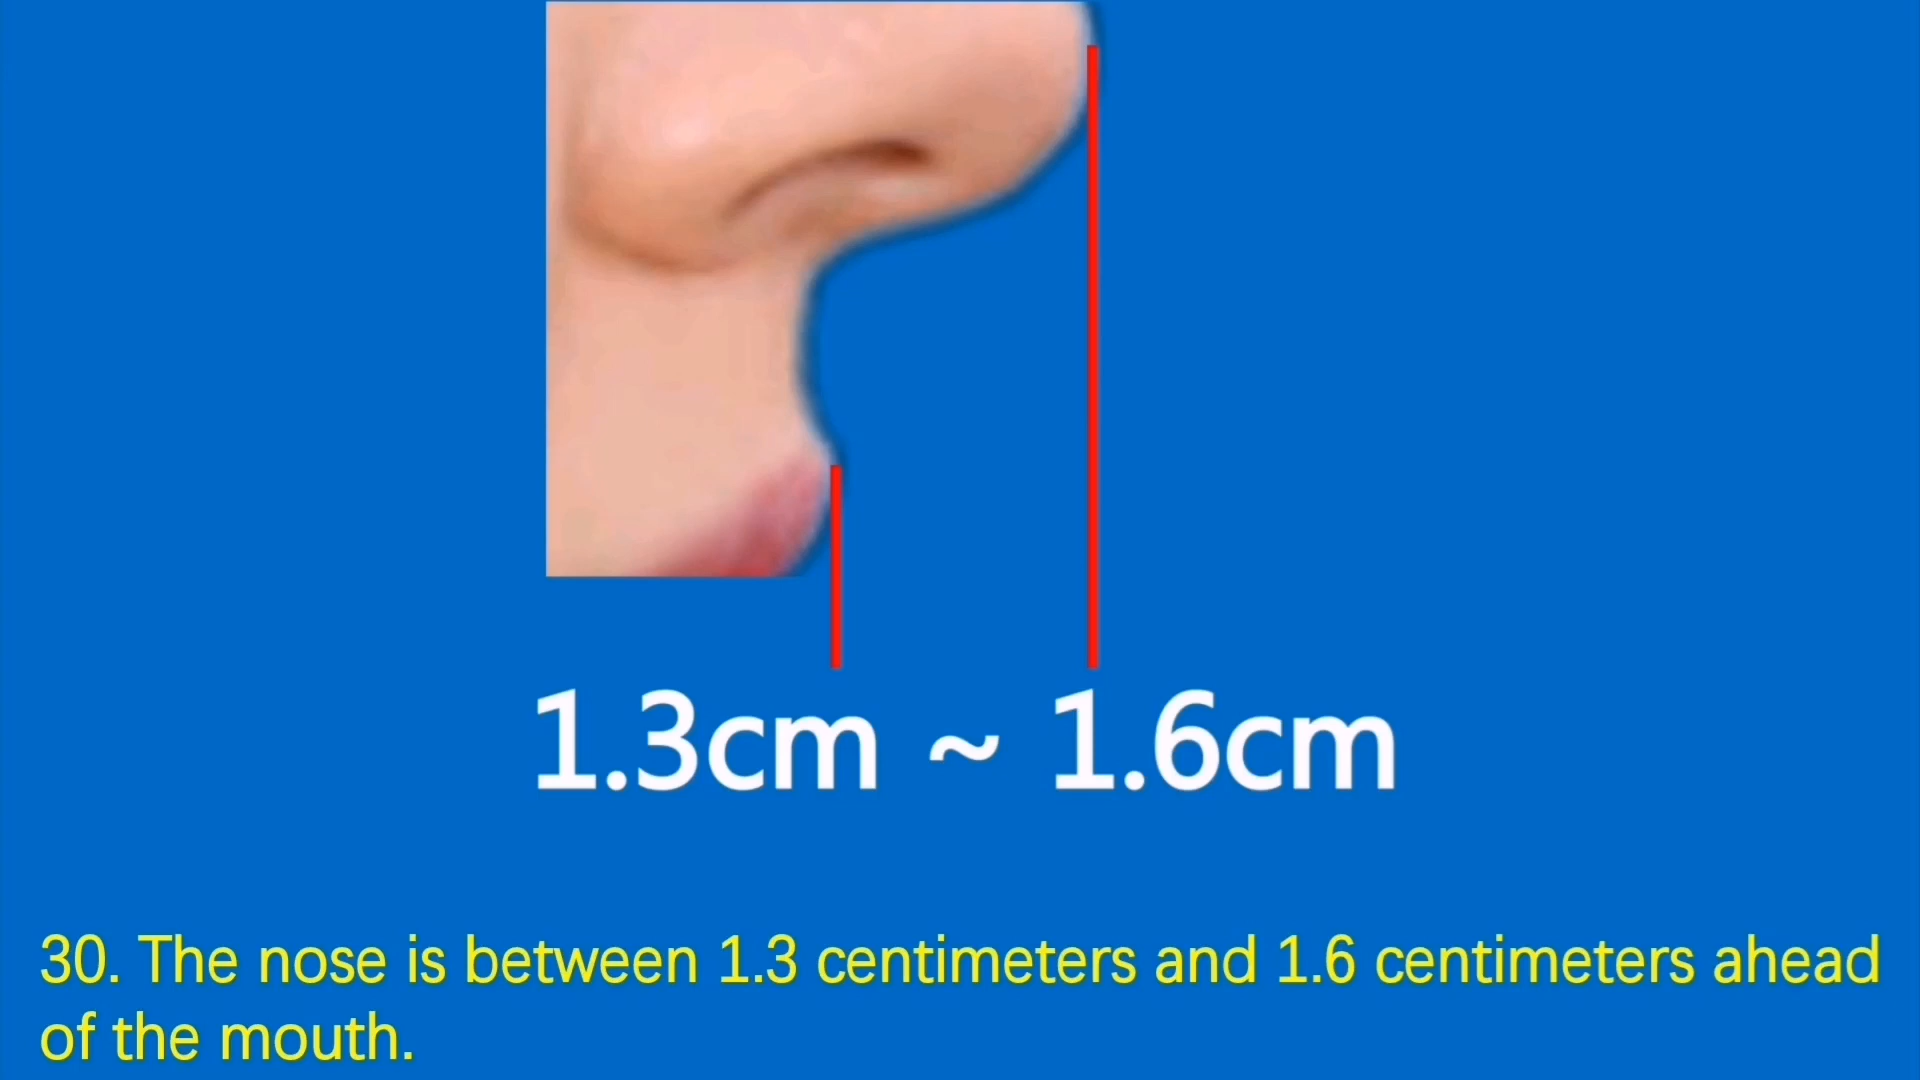 1.3cm ~ 1.6cm
30. The nose is between 1.3 centimeters and 1.6 centimeters ahead
of the mouth.